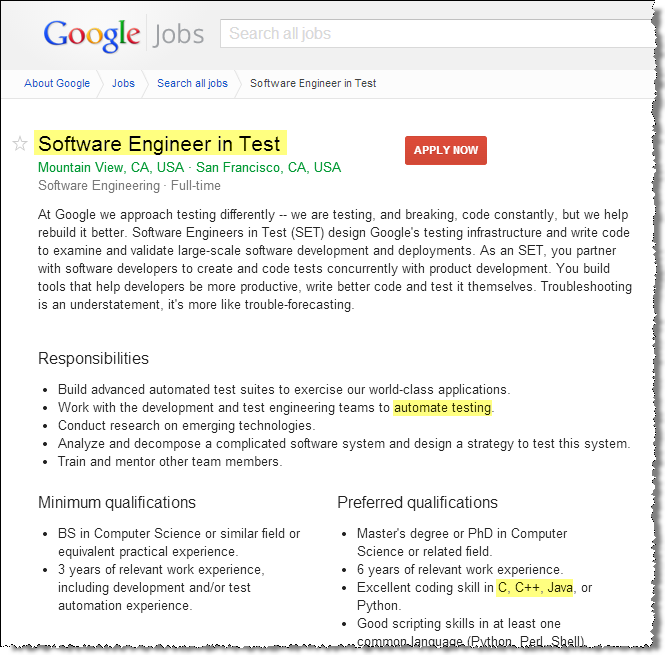 Google Jobs Search all jobs
About Google Jobs Search all jobs Software Engineer in Test
Software Engineer in Test
APPLY NOW
Mountain View, CA, USA · San Francisco, CA, USA
Software Engineering · Full-time
At Google we approach testing differently -- we are testing, and breaking, code constantly, but we help
rebuild it better. Software Engineers in Test (SET) design Google's testing infrastructure and write code
to examine and validate large-scale software development and deployments. As an SET, you partner
with software developers to create and code tests concurrently with product development. You build
tools that help developers be more productive, write better code and test it themselves. Troubleshooting
is an understatement, it's more like trouble-forecasting.
Responsibilities
• Build advanced automated test suites to exercise our world-class applications.
• Work with the development and test engineering teams to automate testing.
• Conduct research on emerging technologies.
• Analyze and decompose a complicated software system and design a strategy to test this system.
• Train and mentor other team members.
Minimum qualifications
• BS in Computer Science or similar field or
equivalent practical experience.
• 3 years of relevant work experience,
including development and/or test
automation experience.
Preferred qualifications
• Master's degree or PhD in Computer
Science or related field.
• 6 years of relevant work experience.
• Excellent coding skill in C, C++, Java, or
Python.
• Good scripting skills in at least one
common language (Python, Perl, Shell)